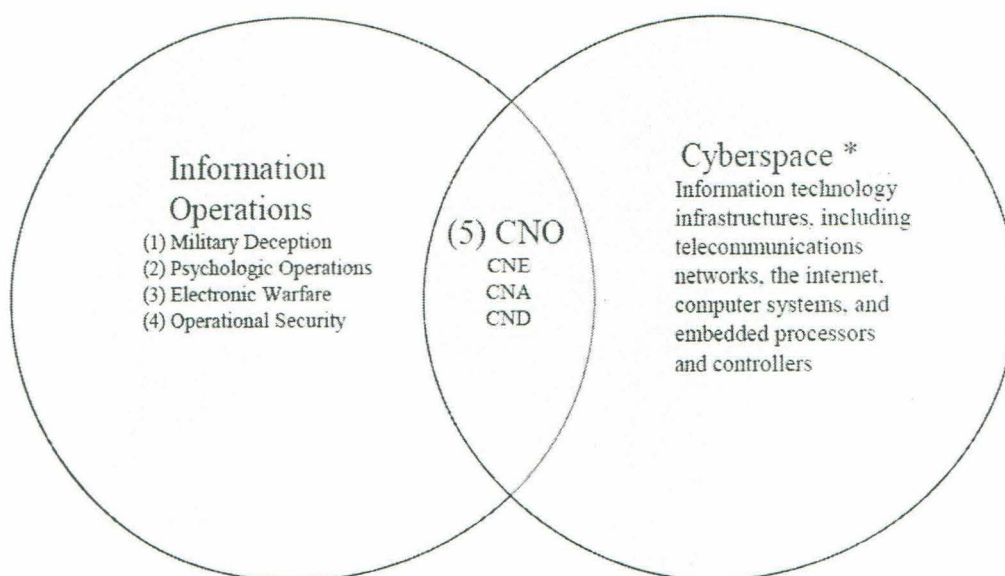 Information
Operations
(1) Military Deception
(2) Psychologic Operations
(3) Electronic Warfare
(4) Operational Security
(5) CNO
CNE
CNA
CND
Cyberspace *
Information technology
infrastructures, including
telecommunications
networks, the internet,
computer systems, and
embedded processors
and controllers